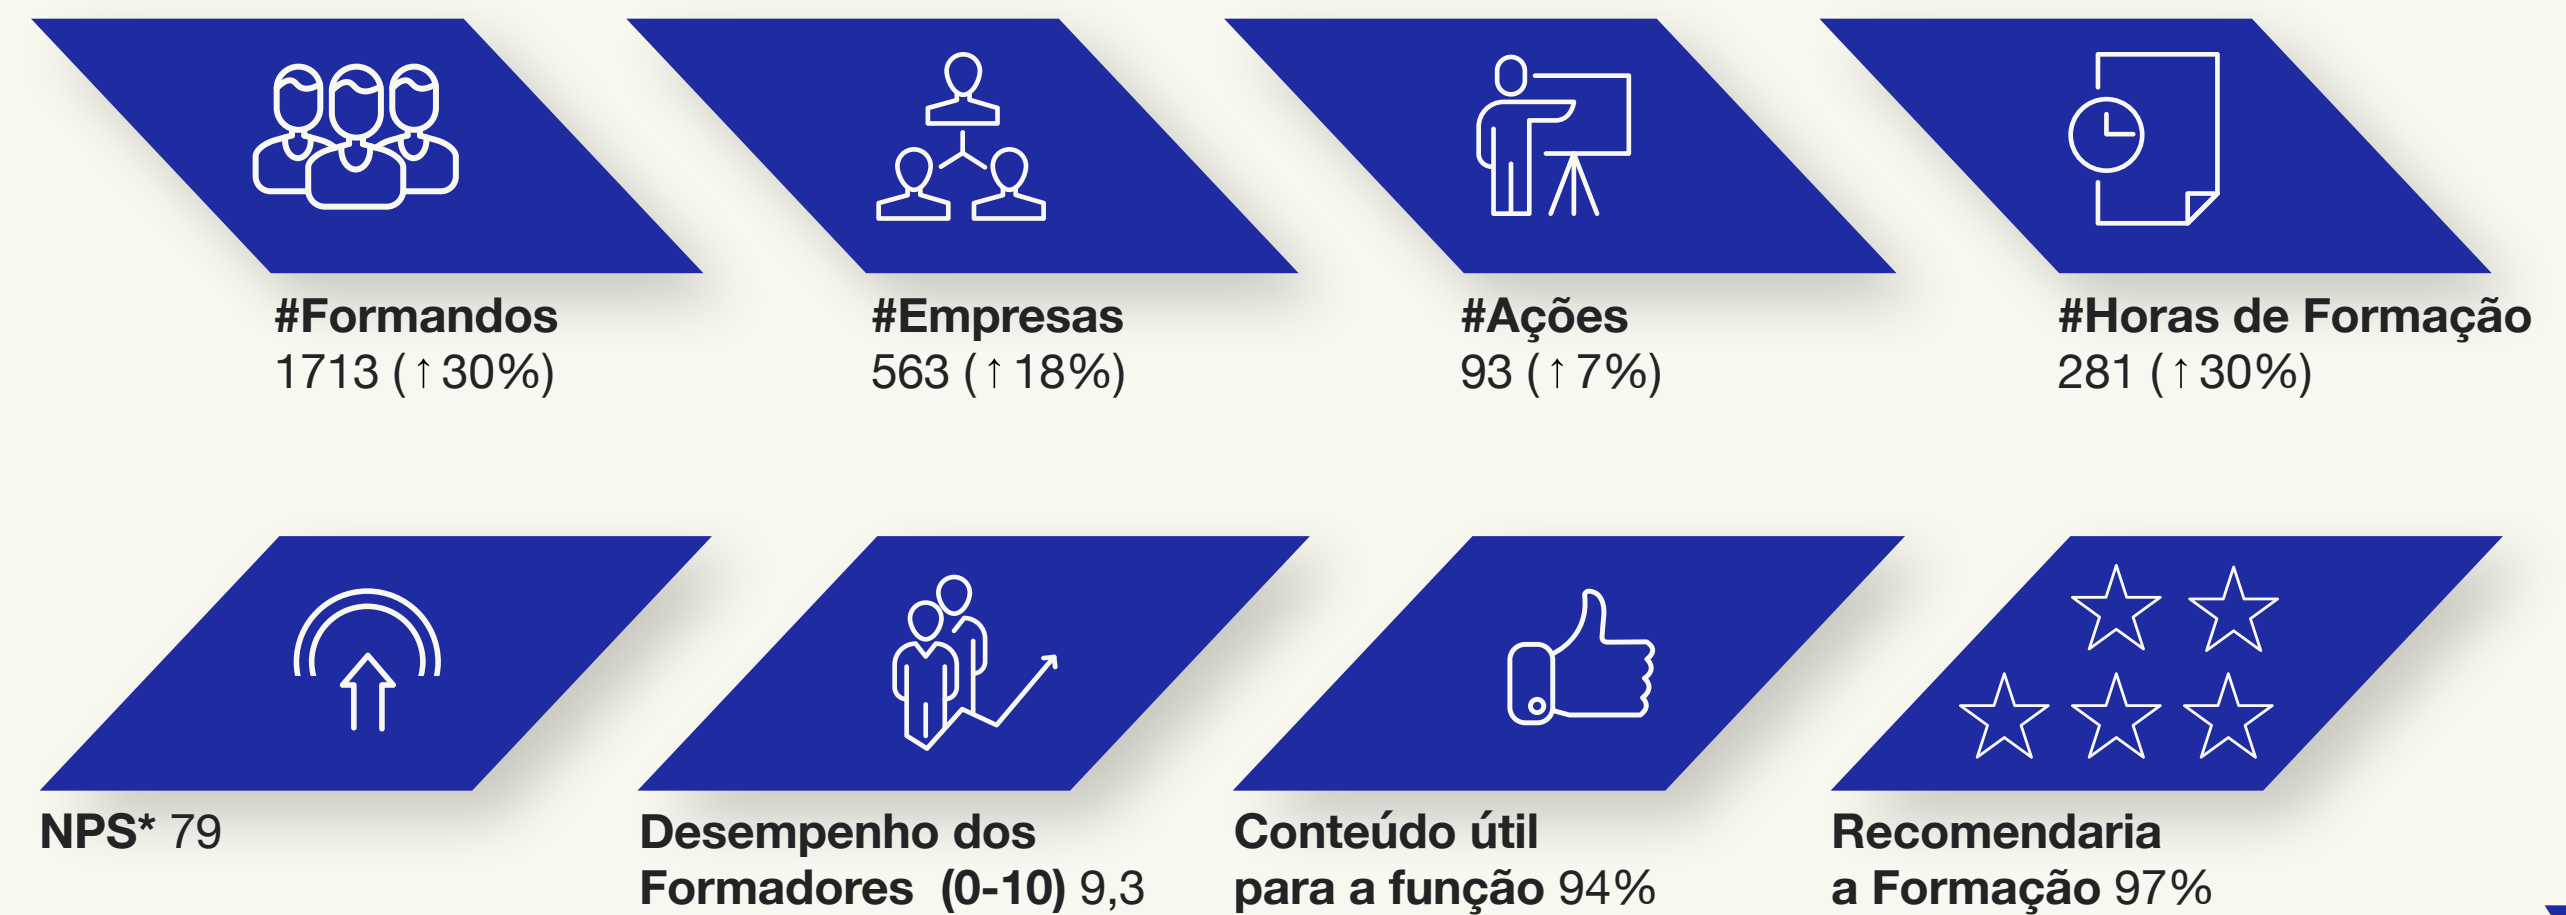 #Formandos
1713 (↑30%)
#Empresas
563 (↑18%)
#Ações
93 (↑7%)
#Horas de Formação
281 (↑30%)
NPS* 79
Desempenho dos
Formadores (0-10) 9,3
Conteúdo útil
para a função 94%
Recomendaria
a Formação 97%